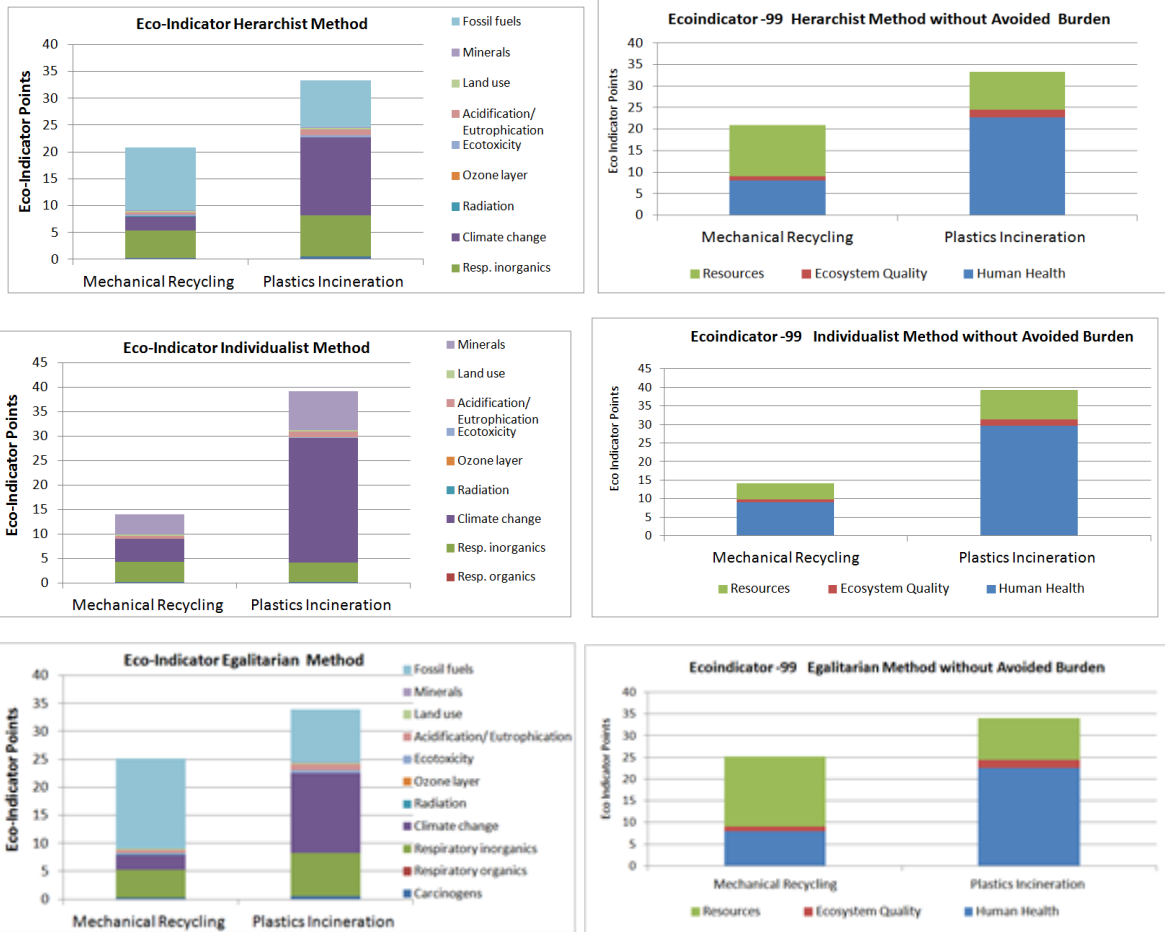 Eco-Indicator Herarchist Method
Eco-Indicator Points
40
35
30
25
20
15
10
5
0
Mechanical Recycling
Plastics Incineration
Fossil fuels
Minerals
Land use
Acidification/
Eutrophication
Ecotoxicity
Ozone layer
Radiation
Climate change
Resp. inorganics
Ecoindicator -99 Herarchist Method without Avoided Burden
Eco Indicator Points
40
35
30
25
20
15
10
5
0
Mechanical Recycling
Plastics Incineration
Resources
Ecosystem Quality
Human Health
Eco-Indicator Individualist Method
Eco-Indicator Points
45
40
35
30
25
20
15
10
5
0
Mechanical Recycling
Plastics Incineration
Minerals
Land use
Acidification/
Eutrophication
Ecotoxicity
Ozone layer
Radiation
Climate change
Resp. inorganics
Resp. organics
Ecoindicator -99 Individualist Method without Avoided Burden
Eco Indicator Points
45
40
35
30
25
20
15
10
5
0
Mechanical Recycling
Plastics Incineration
Resources
Ecosystem Quality
Human Health
Eco-Indicator Egalitarian Method
Eco-Indicator Points
40
35
30
25
20
15
10
5
0
Mechanical Recycling
Plastics Incineration
Fossil fuels
Minerals
Land use
Acidification/ Eutrophication
Ecotoxicity
Ozone layer
Radiation
Climate change
Respiratory inorganics
Respiratory organics
Carcinogens
Ecoindicator -99 Egalitarian Method without Avoided Burden
Eco Indicator Points
40
35
30
25
20
15
10
5
0
Mechanical Recycling
Plastics Incineration
Resources
Ecosystem Quality
Human Health